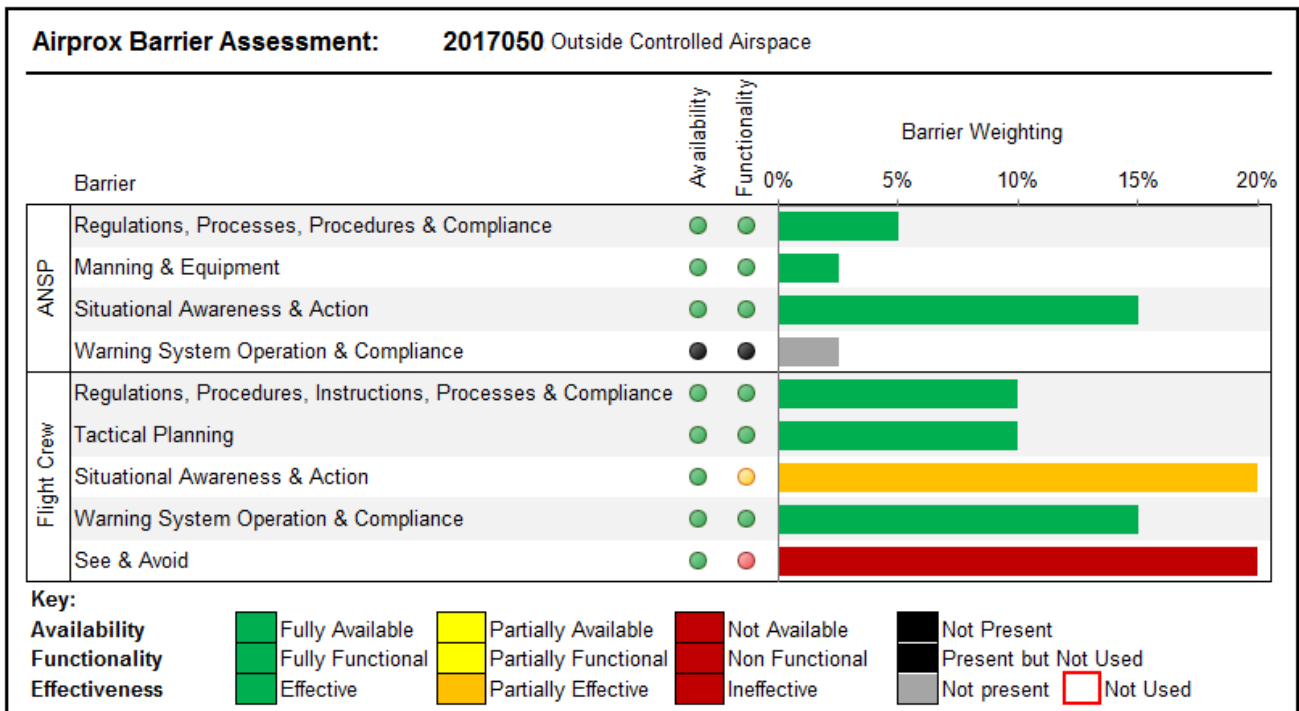 Airprox Barrier Assessment: 2017050 Outside Controlled Airspace
Availability
Functionality
Barrier Weighting
Barrier
0% 5% 10% 15% 20%
ANSP
Regulations, Processes, Procedures & Compliance
Manning & Equipment
Situational Awareness & Action
Warning System Operation & Compliance
Flight Crew
Regulations, Procedures, Instructions, Processes & Compliance
Tactical Planning
Situational Awareness & Action
Warning System Operation & Compliance
See & Avoid
Key:
Availability Fully Available Partially Available Not Available Not Present
Functionality Fully Functional Partially Functional Non Functional Present but Not Used
Effectiveness Effective Partially Effective Ineffective Not present Not Used